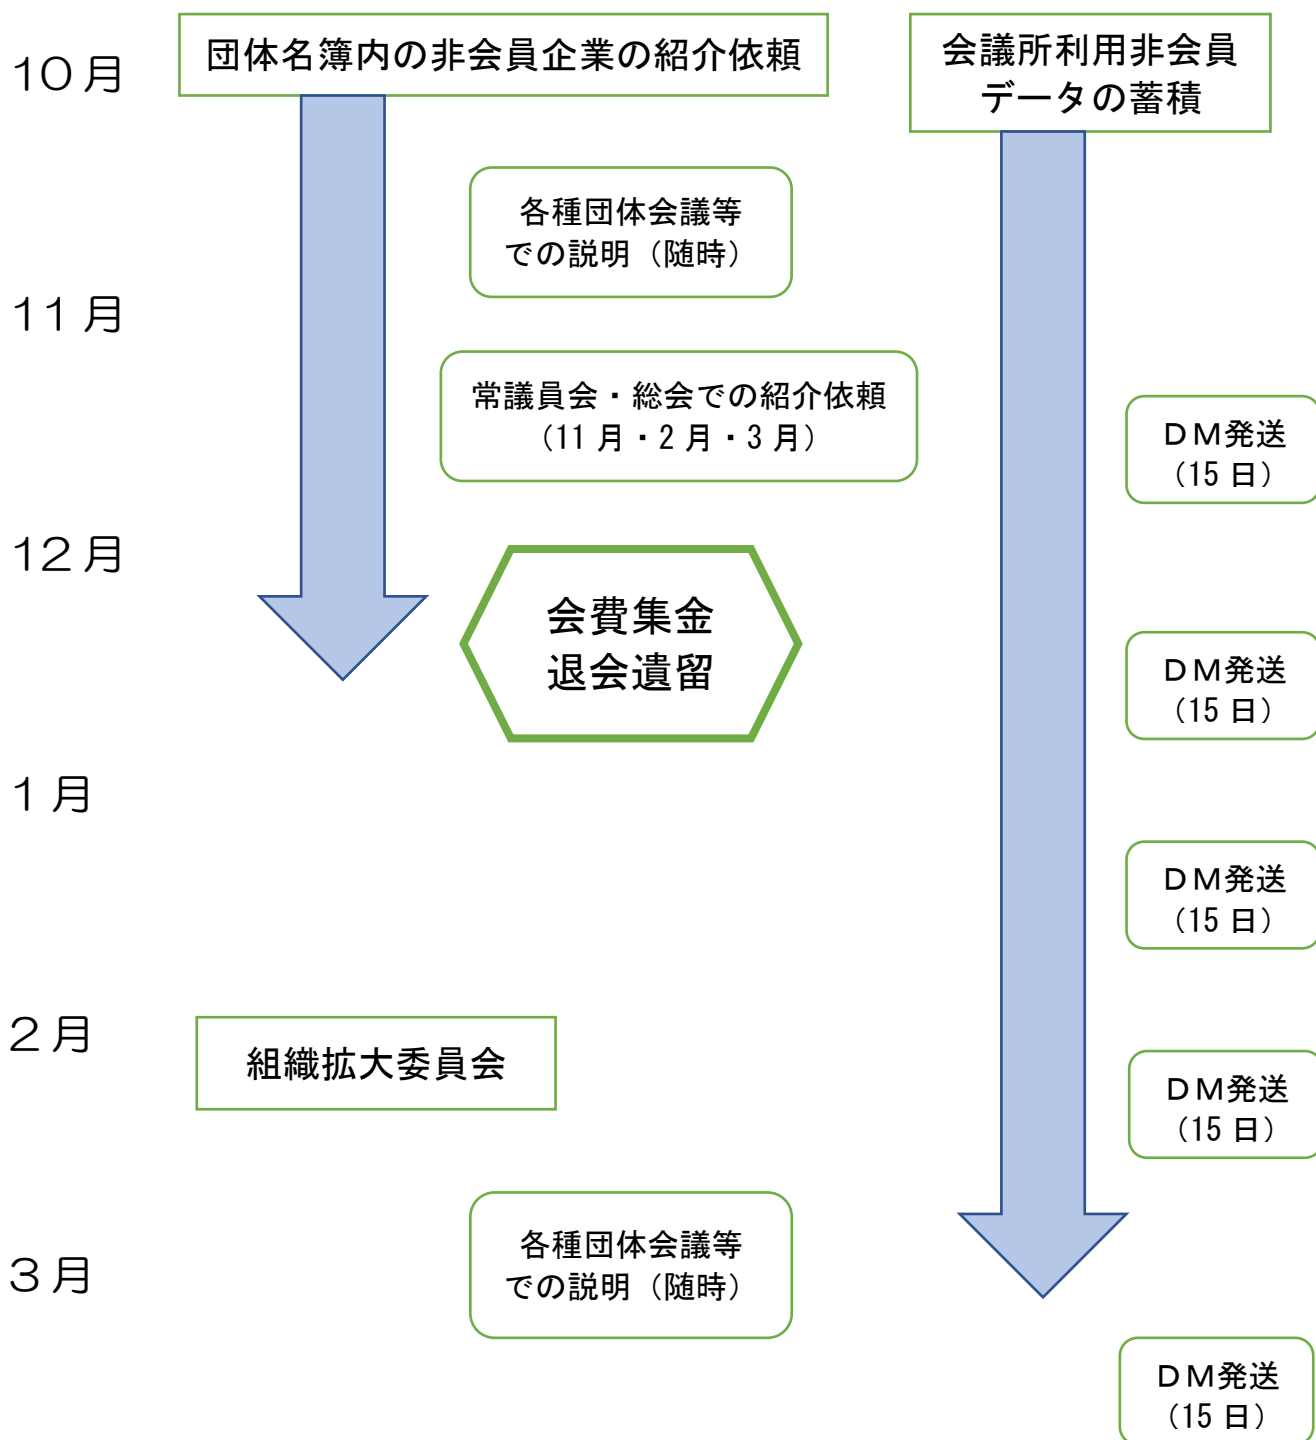 10月
団体名簿内の非会員企業の紹介依頼
会議所利用非会員
データの蓄積
各種団体会議等
での説明（随時）
11月
常議員会・総会での紹介依頼
（11月・2月・3月）
ＤＭ発送
（15日）
12月
会費集金
退会遺留
ＤＭ発送
（15日）
1月
ＤＭ発送
（15日）
2月
組織拡大委員会
ＤＭ発送
（15日）
各種団体会議等
での説明（随時）
3月
ＤＭ発送
（15日）